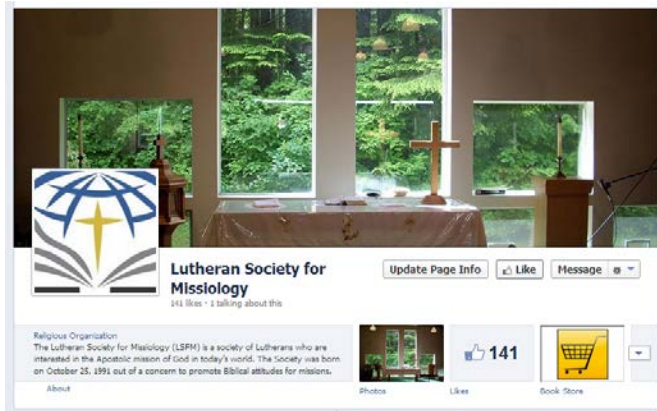 Lutheran Society for
Missiology
141 likes · 1 talking about this
Update Page Info
Like
Message
Religious Organization
The Lutheran Society for Missiology (LSFM) is a society of Lutherans who are
interested in the Apostolic mission of God in today's world. The Society was born
on October 25, 1991 out of a concern to promote Biblical attitudes for missions.
About
Photos
141
Likes
Book Store